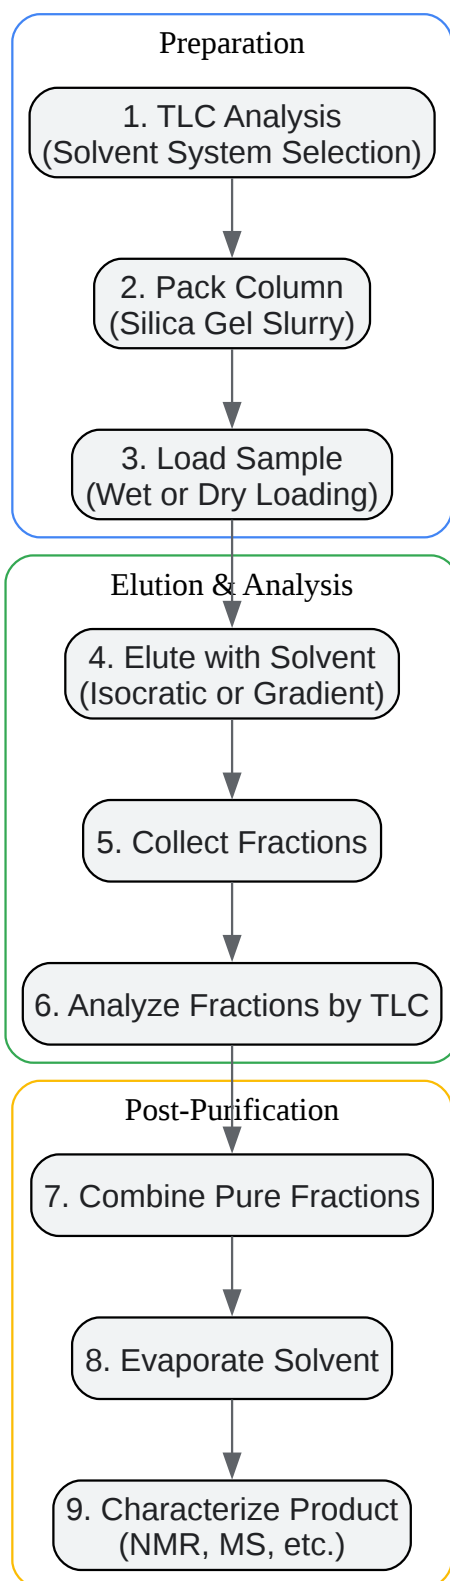 Preparation
1. TLC Analysis
(Solvent System Selection)
2. Pack Column
(Silica Gel Slurry)
3. Load Sample
(Wet or Dry Loading)
Elution & Analysis
4. Elute with Solvent
(Isocratic or Gradient)
5. Collect Fractions
6. Analyze Fractions by TLC
Post-Purification
7. Combine Pure Fractions
8. Evaporate Solvent
9. Characterize Product
(NMR, MS, etc.)